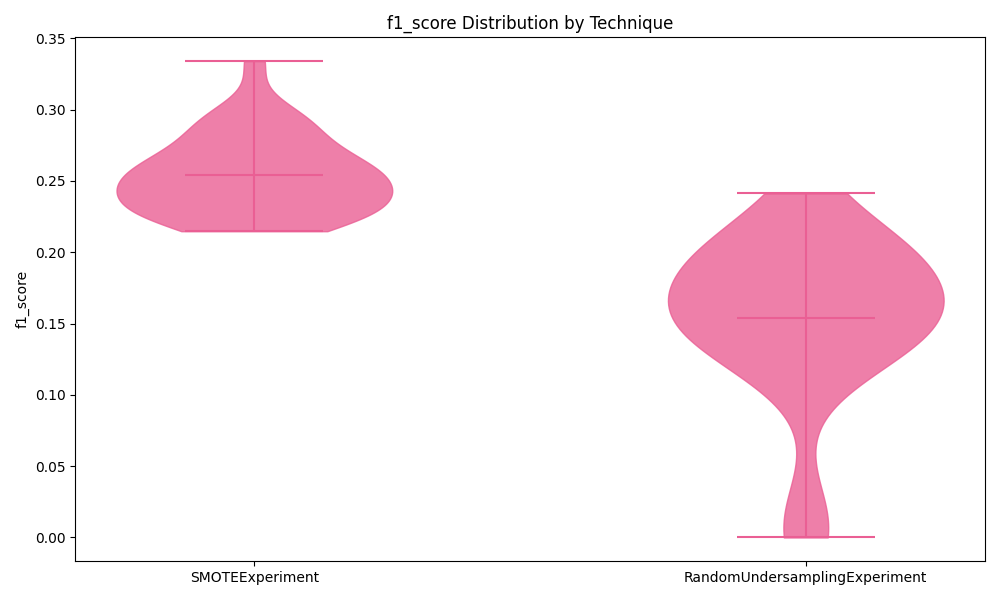 f1_score Distribution by Technique
f1_score
0.35
0.30
0.25
0.20
0.15
0.10
0.05
0.00
SMOTEExperiment
RandomUndersamplingExperiment